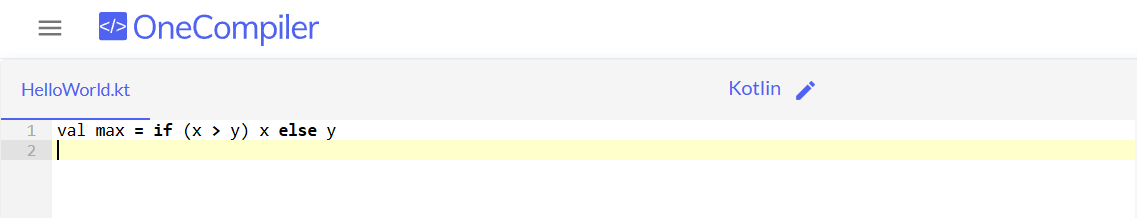 </> OneCompiler
HelloWorld.kt
Kotlin
1 val max = if (x > y) x else y
2